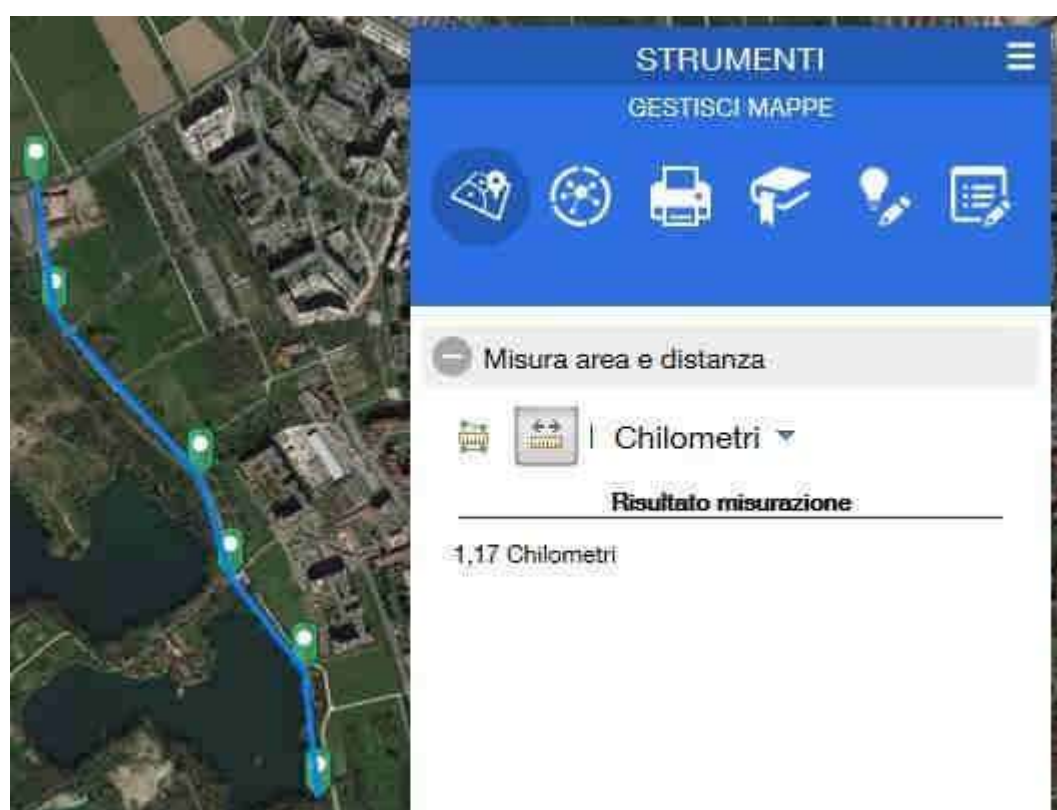 STRUMENTI
GESTISCI MAPPE
Misura area e distanza
Chilometri
Risultato misurazione
1,17 Chilometri